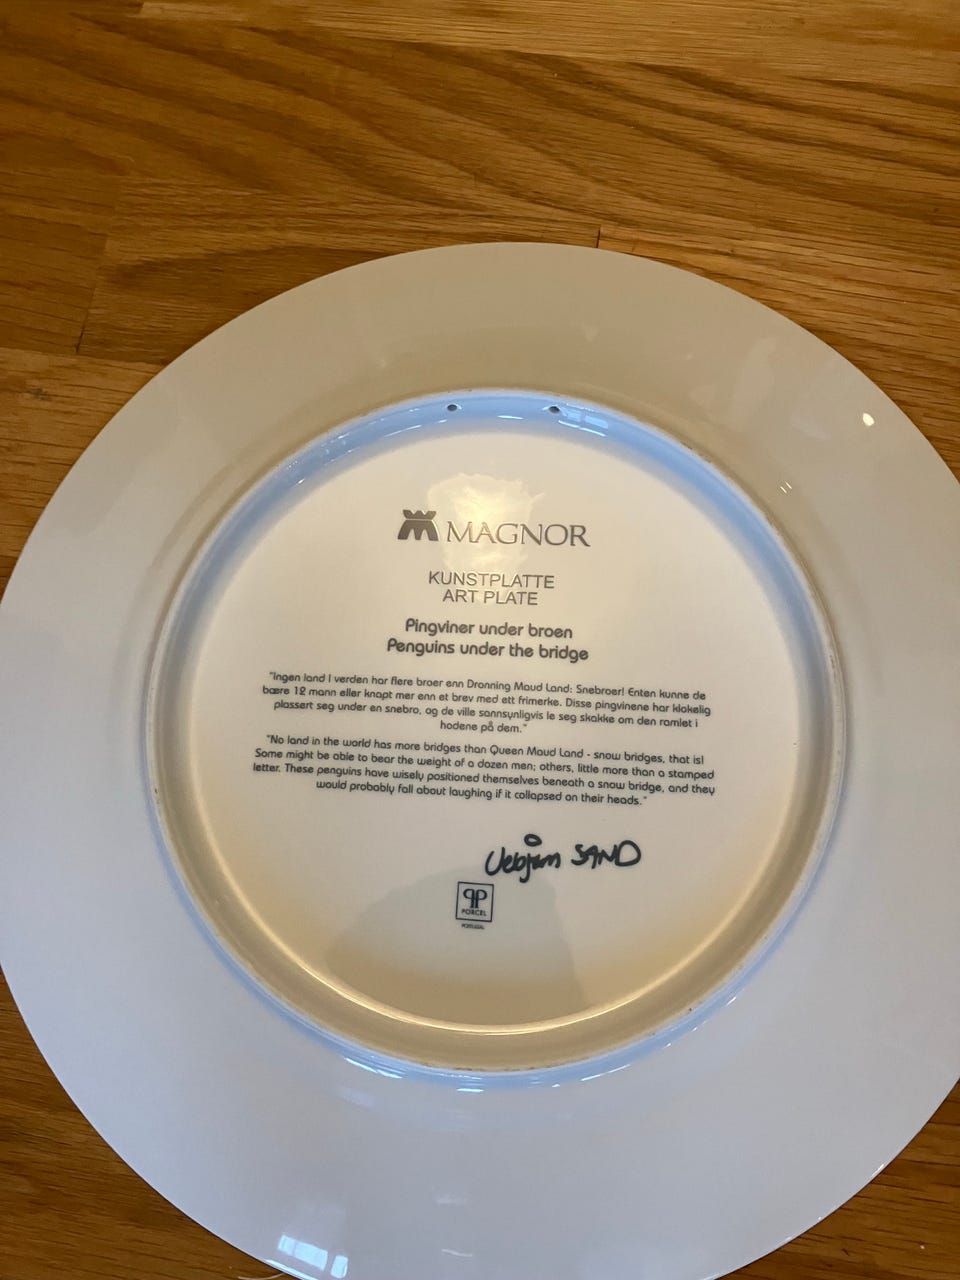 MAGNOR
KUNSTPLATTE
ART PLATE
Pingviner under broen
Penguins under the bridge
"Ingen land i verden har flere broer enn Dronning Maud Land: Snebroer! Enten kunne de
bære 12 mann eller knapt mer enn et brev med ett frimerke. Disse pingvinene har klokelig
plassert seg under en snebro, og de ville sannsynligvis le seg skakke om den ramlet i
hodene på dem."
"No land in the world has more bridges than Queen Maud Land - snow bridges, that is!
Some might be able to bear the weight of a dozen men; others, little more than a stamped
letter. These penguins have wisely positioned themselves beneath a snow bridge, and they
would probably fall about laughing if it collapsed on their heads."
Vebjørn SAND
PORCEL
PORTUGAL